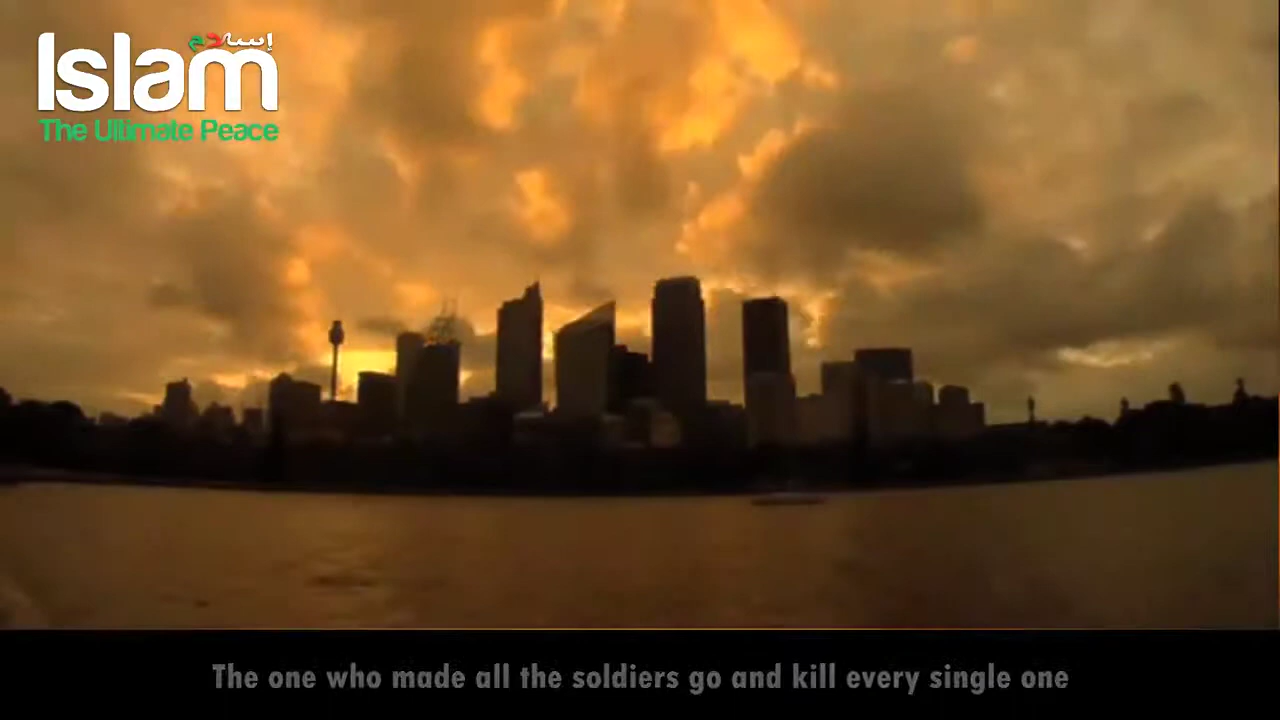 إسلام
Islam
The Ultimate Peace
The one who made all the soldiers go and kill every single one